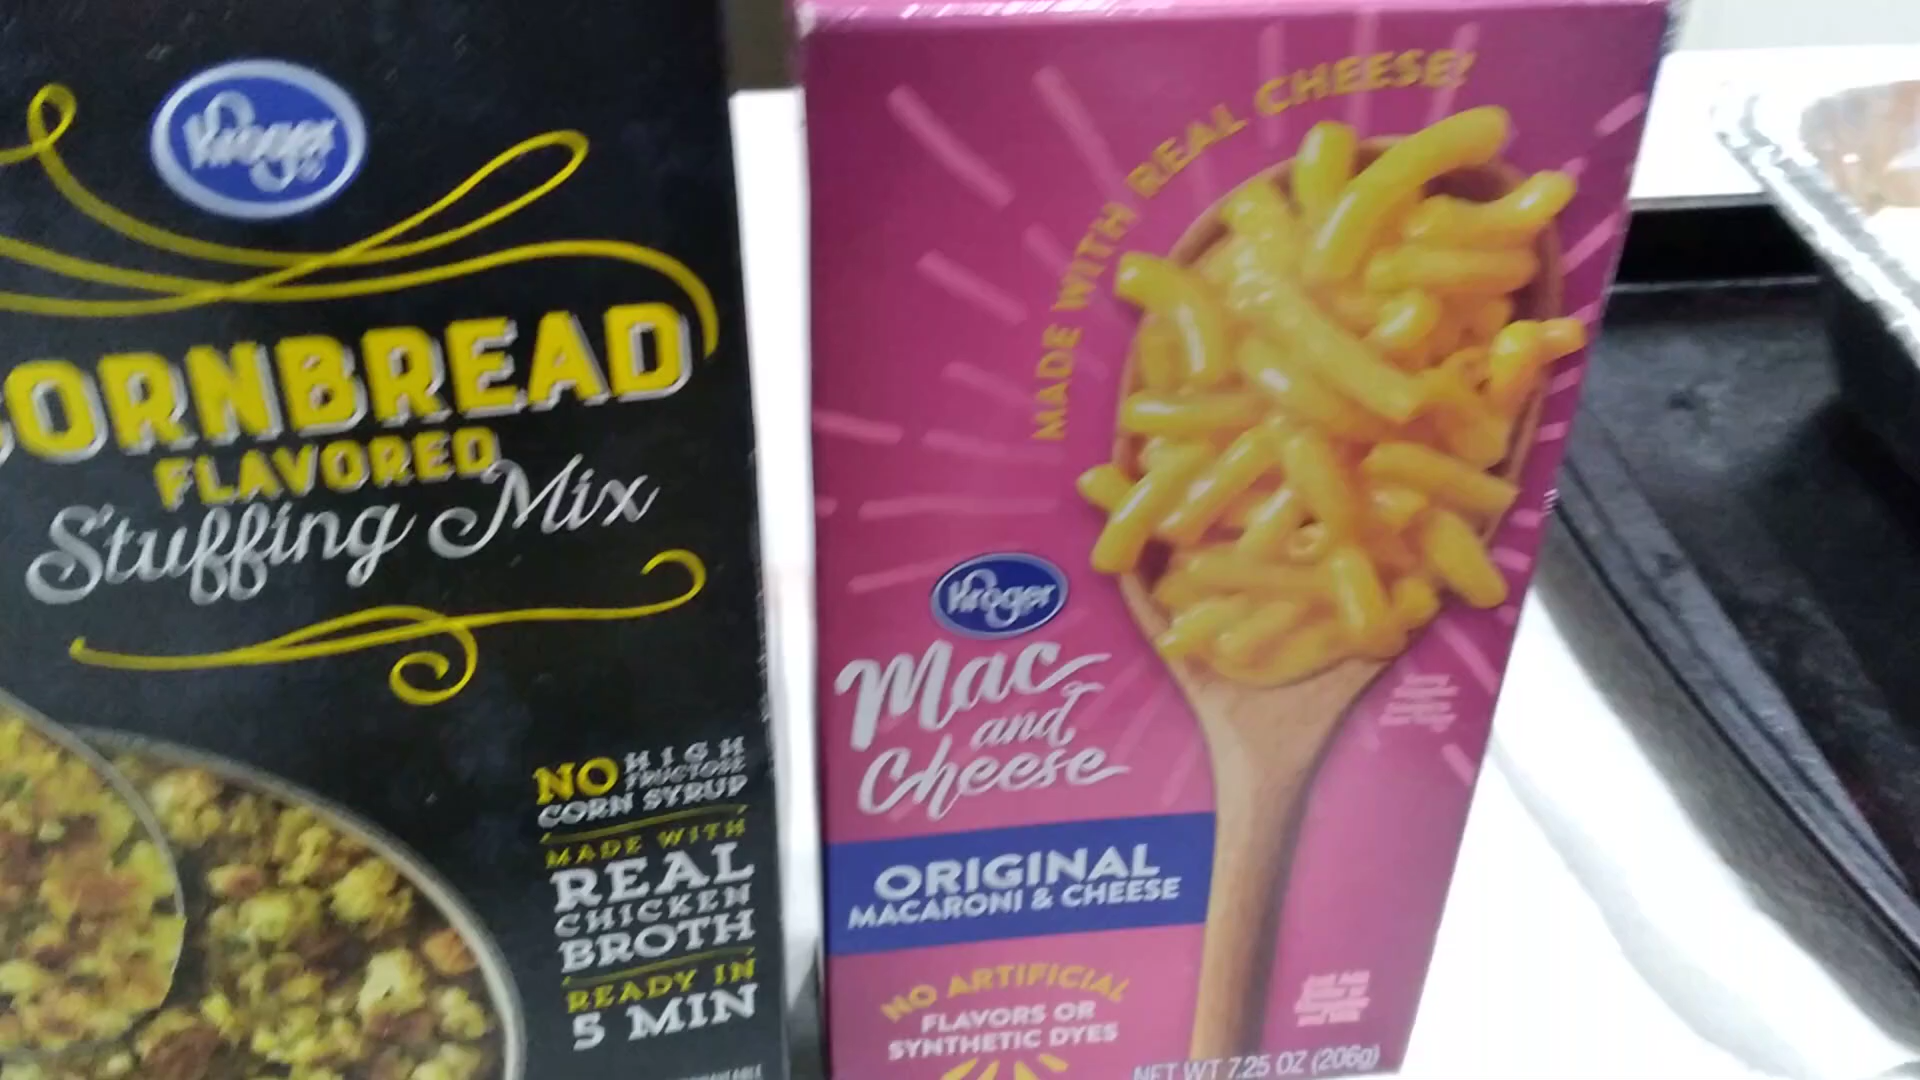 Kroger
ORNBREAD
FLAVORED
Stuffing Mix
NO HIGH
FRUCTOSE
CORN SYRUP
MADE WITH
REAL
CHICKEN
BROTH
READY IN
5 MIN
MADE WITH REAL CHEESE!
Kroger
Mac
and
Cheese
ORIGINAL
MACARONI & CHEESE
NO ARTIFICIAL
FLAVORS OR
SYNTHETIC DYES
NET WT 7.25 OZ (206g)